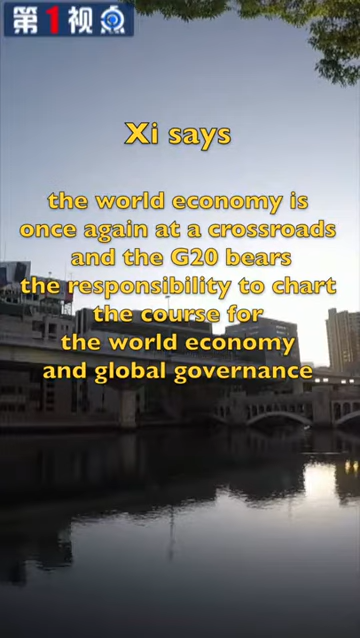 第1视点
Xi says
the world economy is
once again at a crossroads
and the G20 bears
the responsibility to chart
the course for
the world economy
and global governance